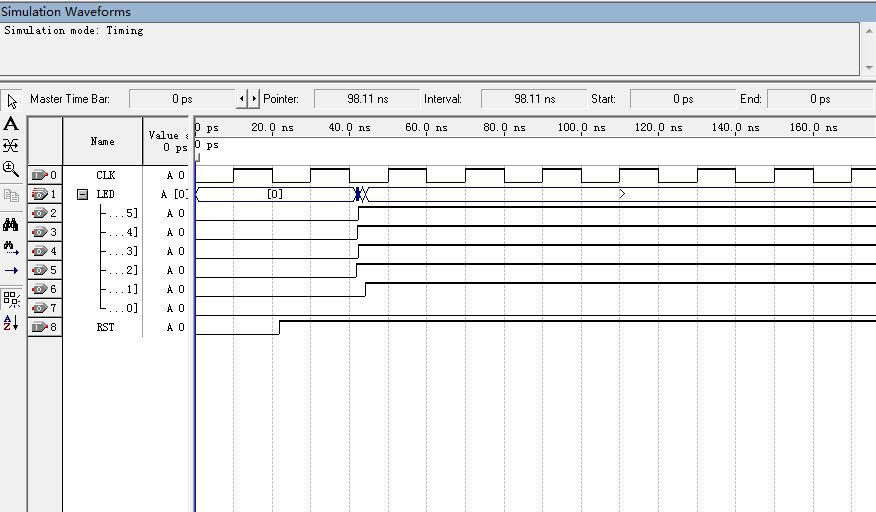 Simulation Waveforms
Simulation mode: Timing
Master Time Bar: 0 ps Pointer: 98.11 ns Interval: 98.11 ns Start: 0 ps End: 0 ps
Name
Value a
0 ps
0 ps 20.0 ns 40.0 ns 60.0 ns 80.0 ns 100.0 ns 120.0 ns 140.0 ns 160.0 ns
0 ps
0 CLK A 0
1 LED A [0] [0] >
2 ...5] A 0
3 ...4] A 0
4 ...3] A 0
5 ...2] A 0
6 ...1] A 0
7 ...0] A 0
8 RST A 0